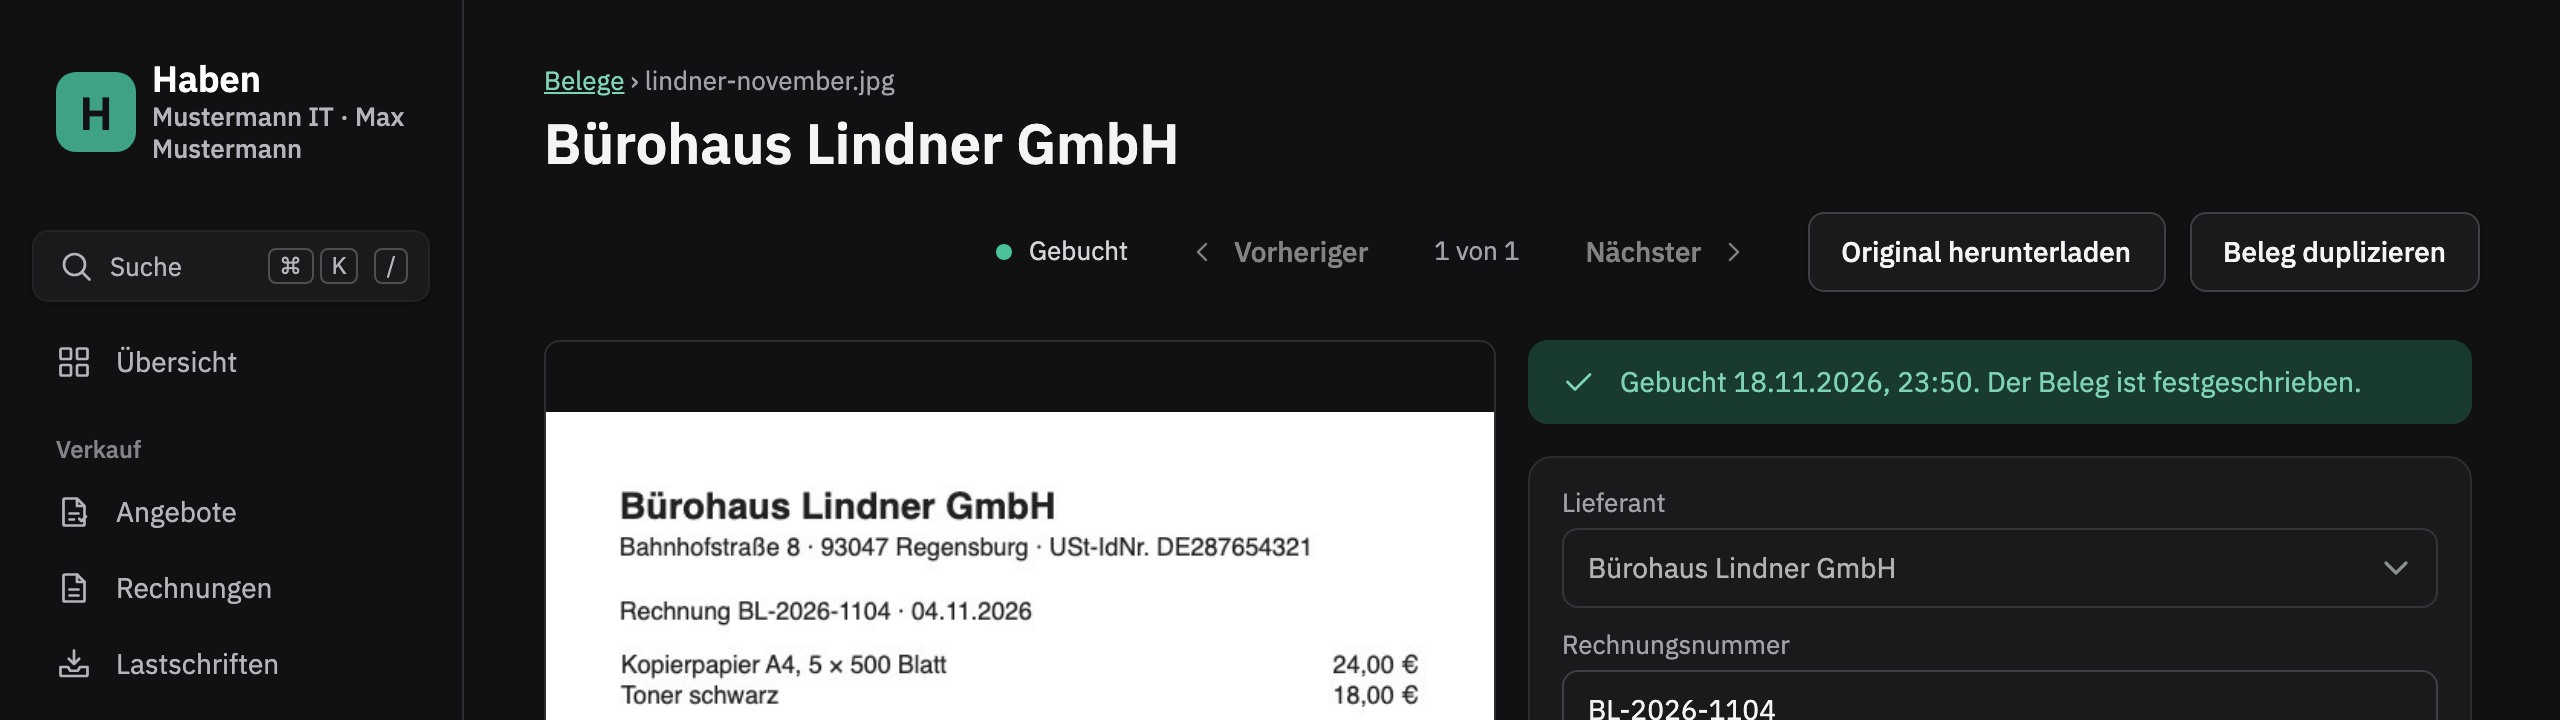 H
Haben
Mustermann IT · Max
Mustermann
Suche ⌘ K /
Übersicht
Verkauf
Angebote
Rechnungen
Lastschriften
Belege › lindner-november.jpg
Bürohaus Lindner GmbH
Gebucht
Vorheriger
1 von 1
Nächster
Original herunterladen
Beleg duplizieren
Bürohaus Lindner GmbH
Bahnhofstraße 8 · 93047 Regensburg · USt-IdNr. DE287654321
Rechnung BL-2026-1104 · 04.11.2026
Kopierpapier A4, 5 × 500 Blatt 24,00 €
Toner schwarz 18,00 €
Gebucht 18.11.2026, 23:50. Der Beleg ist festgeschrieben.
Lieferant
Bürohaus Lindner GmbH
Rechnungsnummer
BL-2026-1104